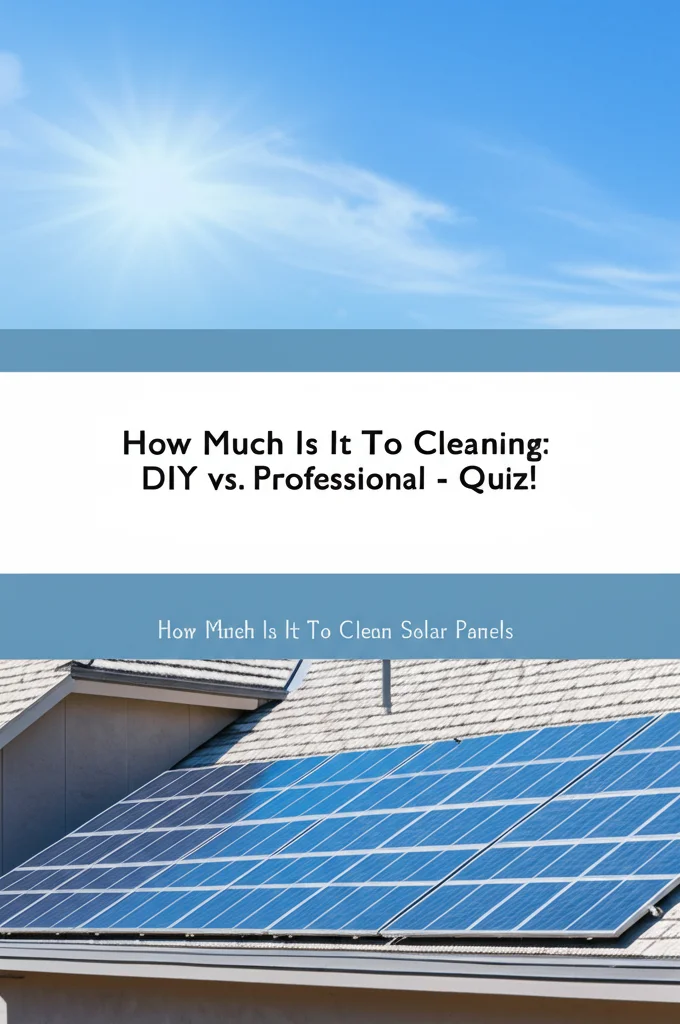 How Much Is It To Cleaning:
DIY vs. Professional - Quiz!
How Much Is It To Clean Solar Panels